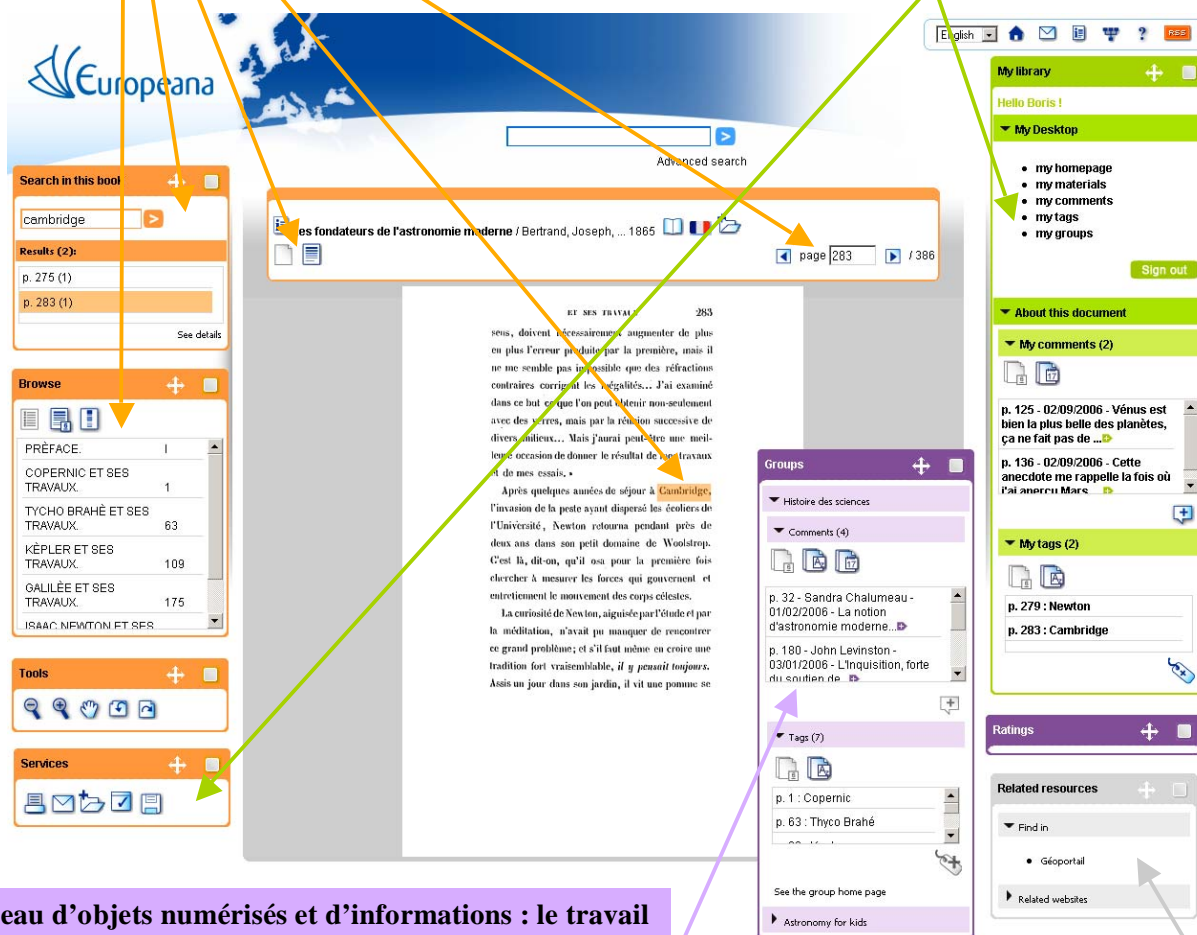 English
RSS
Europeana
Advanced search
Search in this book
cambridge
Results (2):
p. 275 (1)
p. 283 (1)
See details
Browse
PRÈFACE. I
COPERNIC ET SES
TRAVAUX. 1
TYCHO BRAHÈ ET SES
TRAVAUX. 63
KÈPLER ET SES
TRAVAUX. 109
GALILÈE ET SES
TRAVAUX. 175
ISAAC NEWTON ET SES
Tools
Services
es fondateurs de l'astronomie moderne / Bertrand, Joseph, ... 1865
page 283 / 386
ET SES TRAVAUX 283
sens, doivent nécessairement augmenter de plus
en plus l'erreur produite par la première, mais il
ne me semble pas impossible que des réfractions
contraires corrigent les inégalités... J'ai examiné
dans ce but ce que l'on peut obtenir non-seulement
avec des verres, mais par la réunion successive de
divers milieux... Mais j'aurai peut-être une meil-
leure occasion de donner le résultat de mes travaux
et de mes essais. »
Après quelques années de séjour à Cambridge,
l'invasion de la peste ayant dispersé les écoliers de
l'Université, Newton retourna pendant près de
deux ans dans son petit domaine de Woolstrop.
C'est là, dit-on, qu'il osa pour la première fois
chercher à mesurer les forces qui gouvernent et
entretiennent le mouvement des corps célestes.
La curiosité de Newton, aiguisée par l'étude et par
la méditation, n'avait pu manquer de rencontrer
ce grand problème; et s'il faut même en croire une
tradition fort vraisemblable, il y pensait toujours.
Assis un jour dans son jardin, il vit une pomme se
Groups
Histoire des sciences
Comments (4)
p. 32 - Sandra Chalumeau -
01/02/2006 - La notion
d'astronomie moderne...
p. 180 - John Levinston -
03/01/2006 - L'Inquisition, forte
du soutien de
Tags (7)
p. 1 : Copernic
p. 63 : Thyco Brahé
See the group home page
Astronomy for kids
My library
Hello Boris !
My Desktop
my homepage
my materials
my comments
my tags
my groups
Sign out
About this document
My comments (2)
17
p. 125 - 02/09/2006 - Vénus est
bien la plus belle des planètes,
ça ne fait pas de ...
p. 136 - 02/09/2006 - Cette
anecdote me rappelle la fois où
j'ai aperçu Mars
My tags (2)
p. 279 : Newton
p. 283 : Cambridge
Ratings
Related resources
Find in
Géoportail
Related websites
eau d'objets numérisés et d'informations : le travail